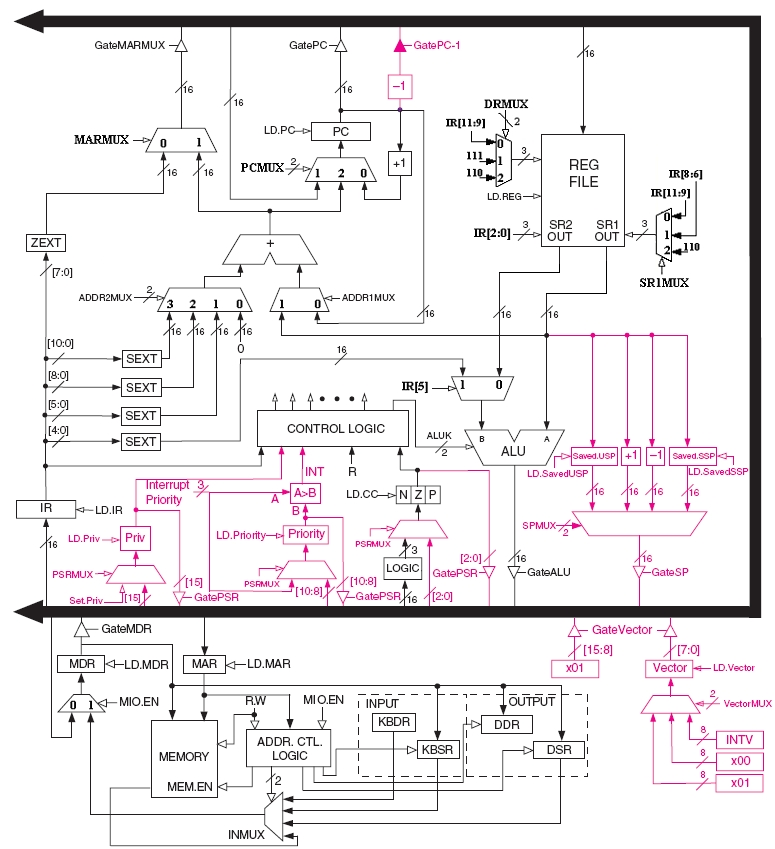 GateMARMUX
GatePC
GatePC-1
16
16
16
16
–1
MARMUX
0 1
16
16
LD.PC
PC
+1
PCMUX
2
1 2 0
DRMUX
2
IR[11:9]
111
110
0
1
2
3
LD.REG
IR[2:0]
3
REG
FILE
SR2
OUT
SR1
OUT
3
IR[8:6]
IR[11:9]
0
1
2
110
SR1MUX
ZEXT
[7:0]
+
ADDR2MUX
2
3 2 1 0
1 0
ADDR1MUX
16
16
16
16
16
16
16
0
[10:0]
SEXT
[8:0]
SEXT
[5:0]
SEXT
[4:0]
SEXT
16
IR[5]
1 0
CONTROL LOGIC
ALUK
2
B
A
ALU
R
Saved.USP
+1
–1
Saved.SSP
LD.SavedUSP
LD.SavedSSP
16
16
16
16
SPMUX
2
16
GateSP
IR
LD.IR
16
Interrupt
Priority
3
INT
A
A>B
B
LD.CC
N Z P
LD.Priv
Priv
LD.Priority
Priority
PSRMUX
PSRMUX
PSRMUX
3
LOGIC
16
[2:0]
[2:0]
GatePSR
16
GateALU
Set.Priv
[15]
[15]
GatePSR
[10:8]
[10:8]
GatePSR
GateMDR
MDR
LD.MDR
MAR
LD.MAR
0 1
MIO.EN
R.W
MIO.EN
MEMORY
MEM.EN
ADDR. CTL.
LOGIC
2
INMUX
INPUT
KBDR
KBSR
OUTPUT
DDR
DSR
GateVector
[15:8]
[7:0]
x01
Vector
LD.Vector
2
VectorMUX
8
INTV
8
x00
8
x01